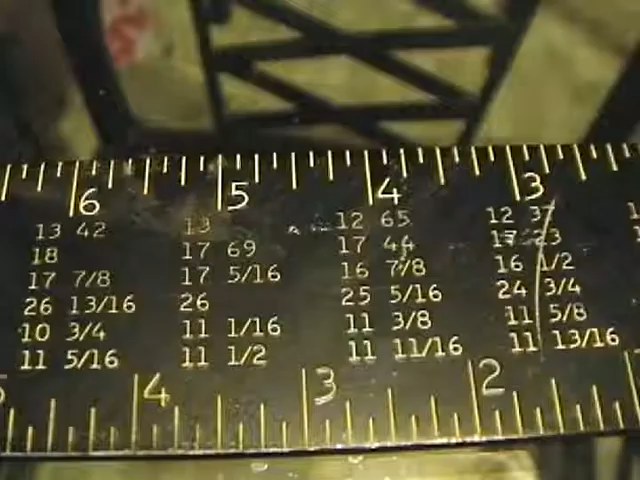 6 5 4 3
13 42 13 12 65 12 37
18 17 69 17 44
17 7/8 17 5/16 16 7/8 16 1/2
26 13/16 26 25 5/16 24 3/4
10 3/4 11 1/16 11 3/8 11 5/8
11 5/16 11 1/2 11 11/16 11 13/16
4 3 2